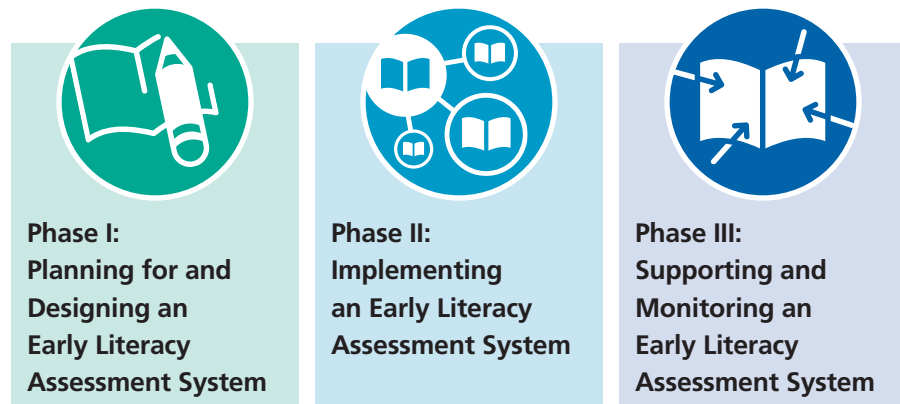 Phase I:
Planning for and
Designing an
Early Literacy
Assessment System
Phase II:
Implementing
an Early Literacy
Assessment System
Phase III:
Supporting and
Monitoring an
Early Literacy
Assessment System